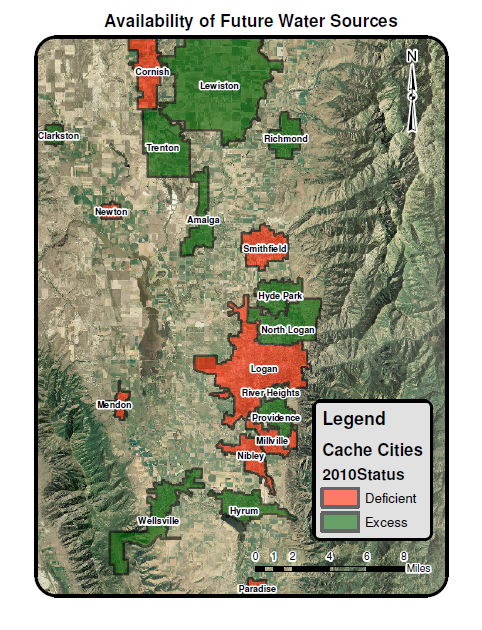 Availability of Future Water Sources
N
Cornish
Lewiston
Clarkston
Richmond
Trenton
Newton
Amalga
Smithfield
Hyde Park
North Logan
Logan
River Heights
Mendon
Providence
Millville
Nibley
Wellsville
Hyrum
Paradise
Legend
Cache Cities
2010Status
Deficient
Excess
0 1 2 4 6 8
Miles